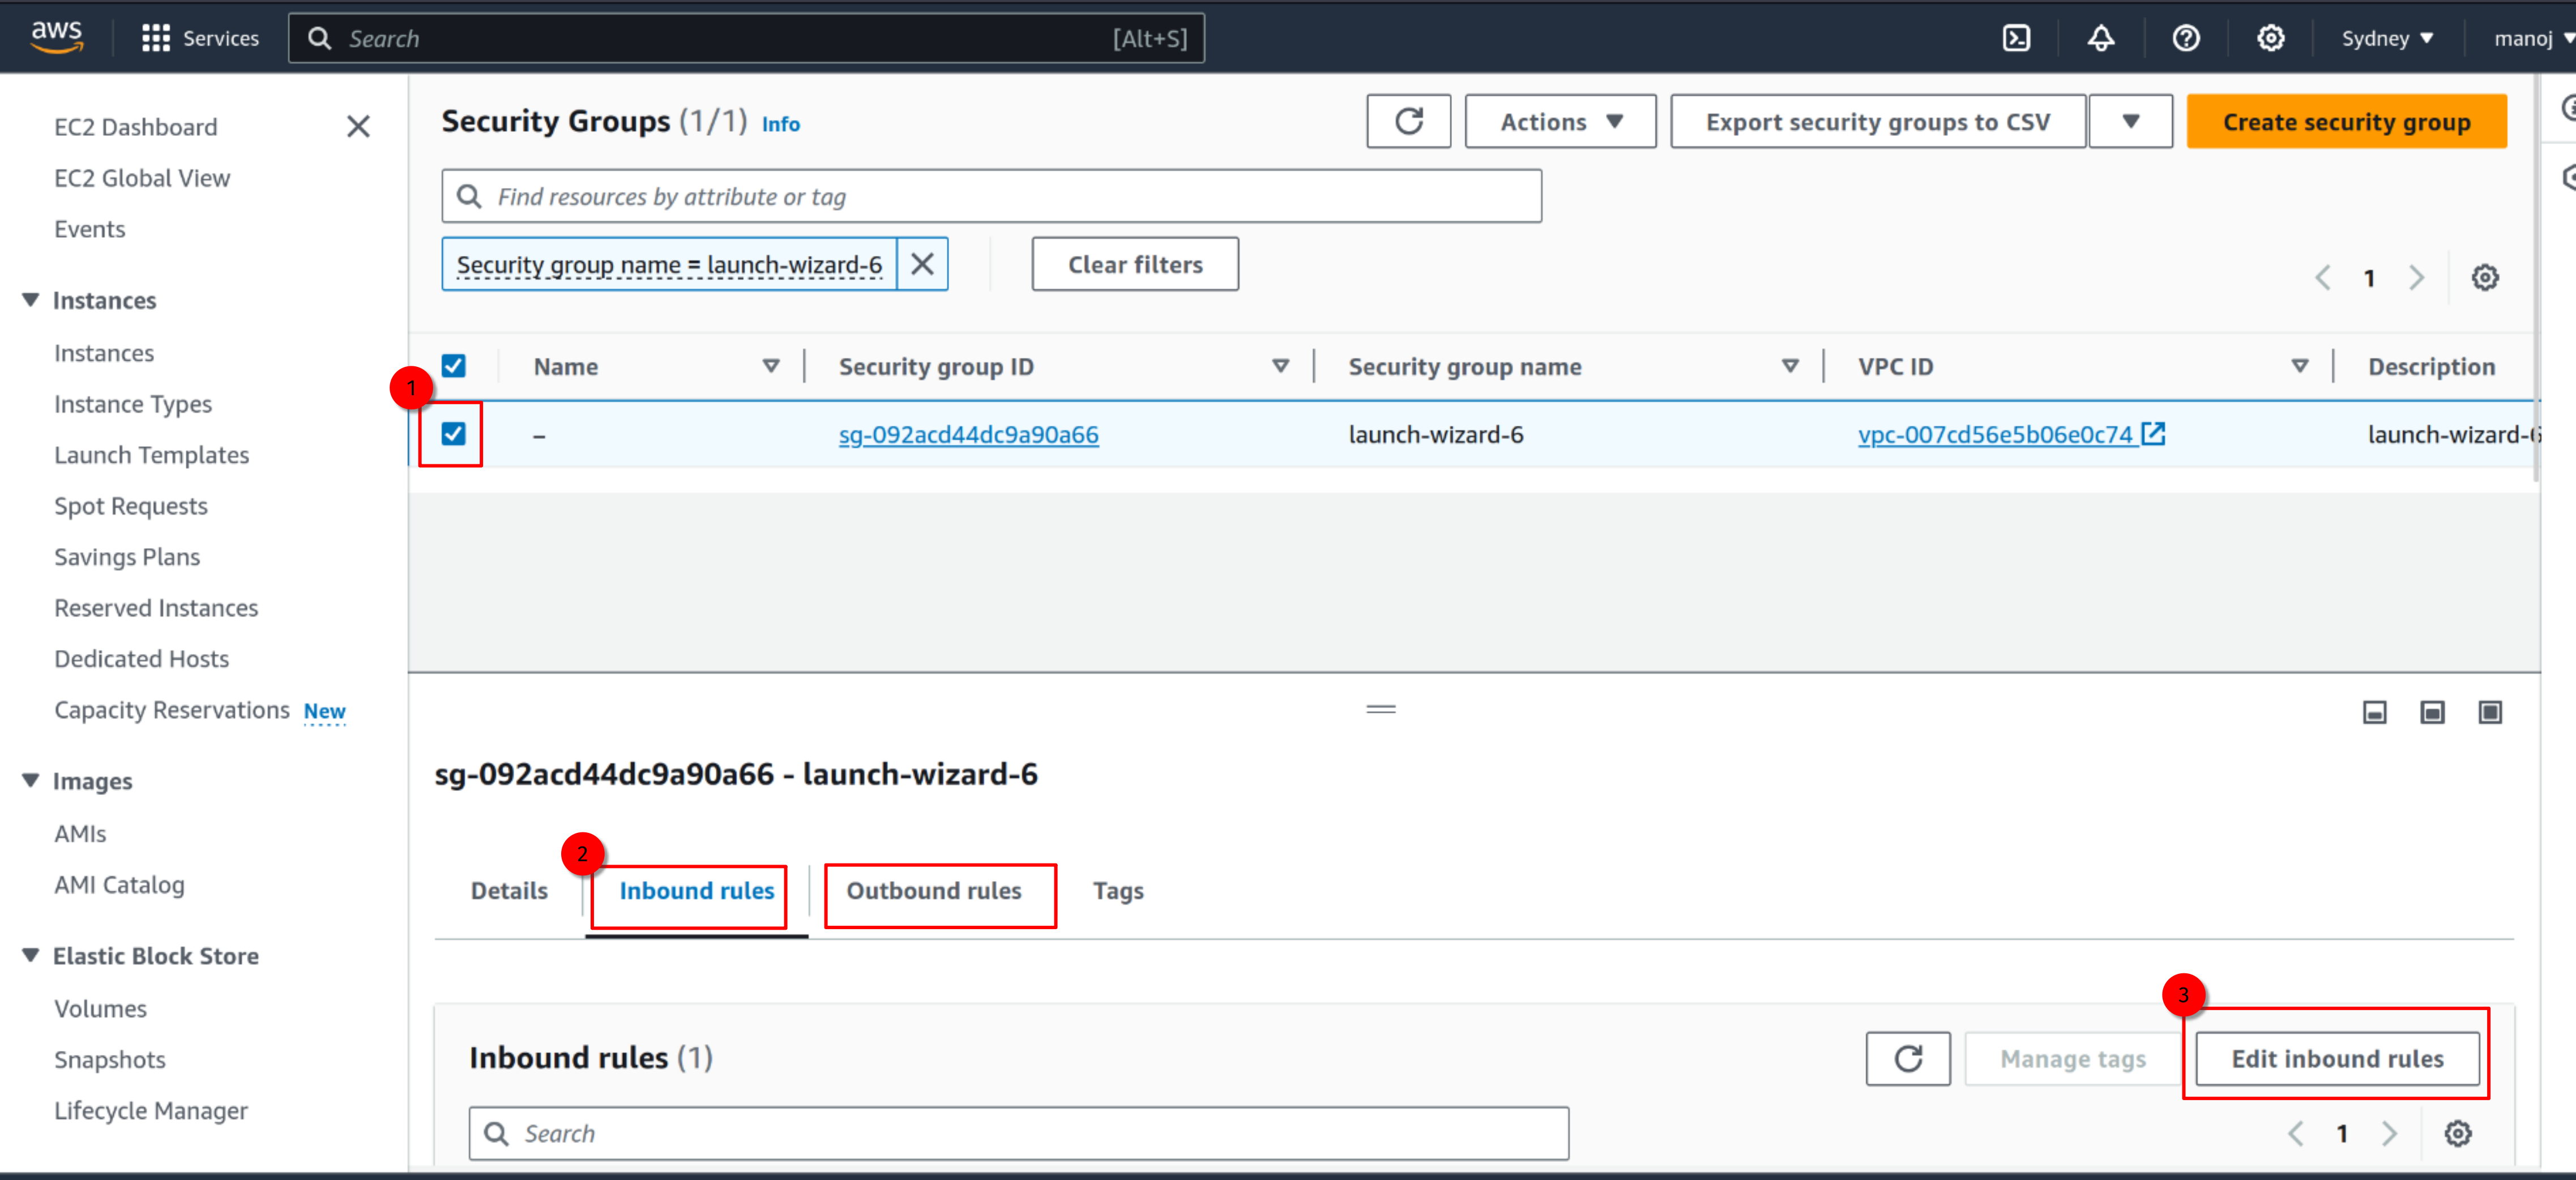 aws Services Search [Alt+S] Sydney manoj
EC2 Dashboard
EC2 Global View
Events
Instances
Instances
Instance Types
Launch Templates
Spot Requests
Savings Plans
Reserved Instances
Dedicated Hosts
Capacity Reservations New
Images
AMIs
AMI Catalog
Elastic Block Store
Volumes
Snapshots
Lifecycle Manager
Security Groups (1/1) Info
Actions Export security groups to CSV Create security group
Find resources by attribute or tag
Security group name = launch-wizard-6 Clear filters
1
Name Security group ID Security group name VPC ID Description
1
– sg-092acd44dc9a90a66 launch-wizard-6 vpc-007cd56e5b06e0c74 launch-wizard-6
sg-092acd44dc9a90a66 - launch-wizard-6
2
Details Inbound rules Outbound rules Tags
3
Inbound rules (1) Manage tags Edit inbound rules
Search 1